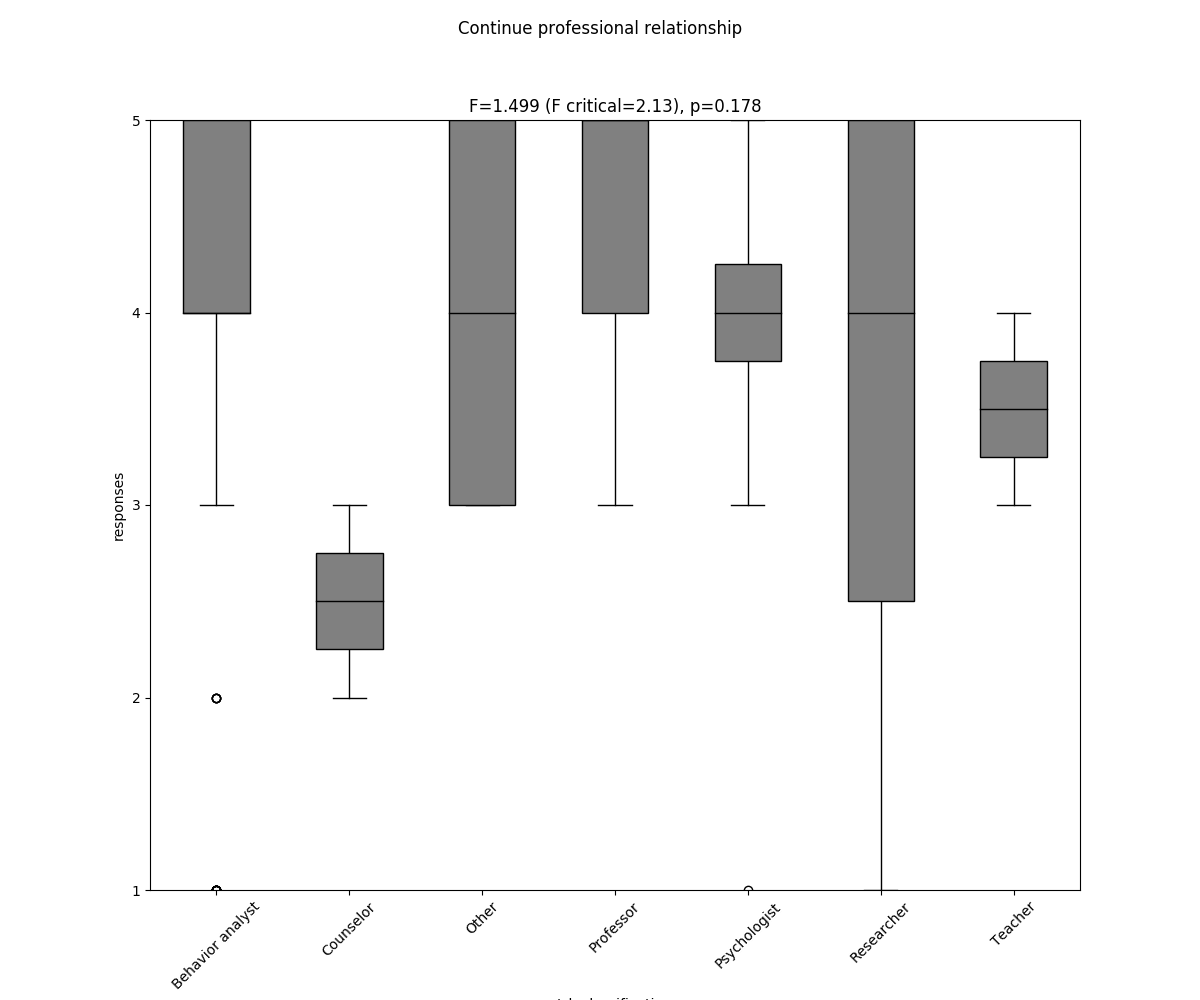 Continue professional relationship
F=1.499 (F critical=2.13), p=0.178
5
4
3
2
1
responses
Behavior analyst
Counselor
Other
Professor
Psychologist
Researcher
Teacher